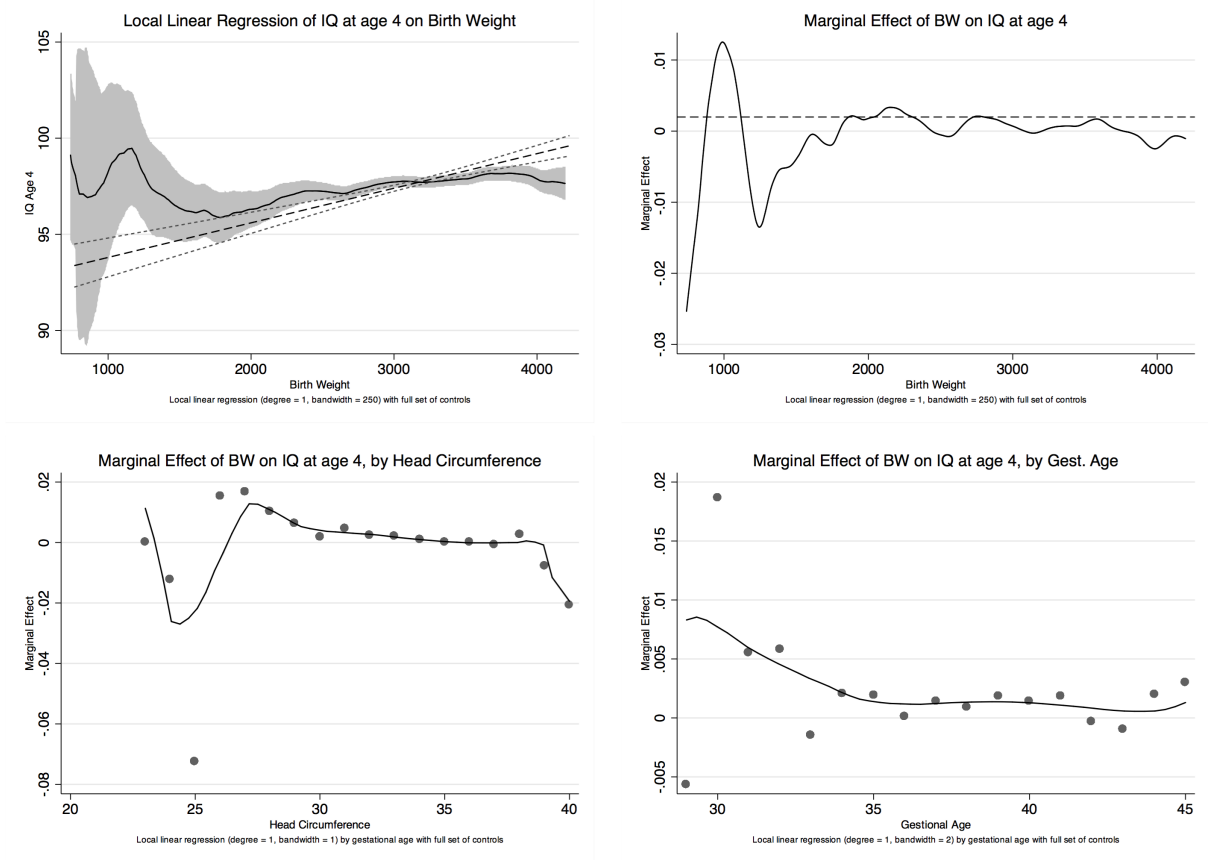 Local Linear Regression of IQ at age 4 on Birth Weight
105
100
95
90
IQ Age 4
1000 2000 3000 4000
Birth Weight
Local linear regression (degree = 1, bandwidth = 250) with full set of controls
Marginal Effect of BW on IQ at age 4
.01
0
-.01
-.02
-.03
Marginal Effect
1000 2000 3000 4000
Birth Weight
Local linear regression (degree = 1, bandwidth = 250) with full set of controls
Marginal Effect of BW on IQ at age 4, by Head Circumference
.02
0
-.02
-.04
-.06
-.08
Marginal Effect
20 25 30 35 40
Head Circumference
Local linear regression (degree = 1, bandwidth = 1) by gestational age with full set of controls
Marginal Effect of BW on IQ at age 4, by Gest. Age
.02
.015
.01
.005
0
-.005
Marginal Effect
30 35 40 45
Gestional Age
Local linear regression (degree = 1, bandwidth = 2) by gestational age with full set of controls